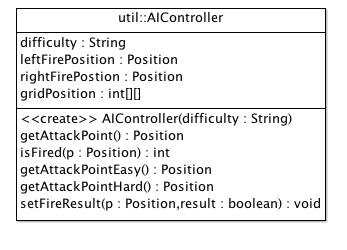 util::AIController
difficulty : String
leftFirePostion : Position
rightFirePostion : Position
gridPosition : int[][]
<<create>> AIController(difficulty : String)
getAttackPoint() : Position
isFired(p : Position) : int
getAttackPointEasy() : Position
getAttackPointHard() : Position
setFireResult(p : Position,result : boolean) : void